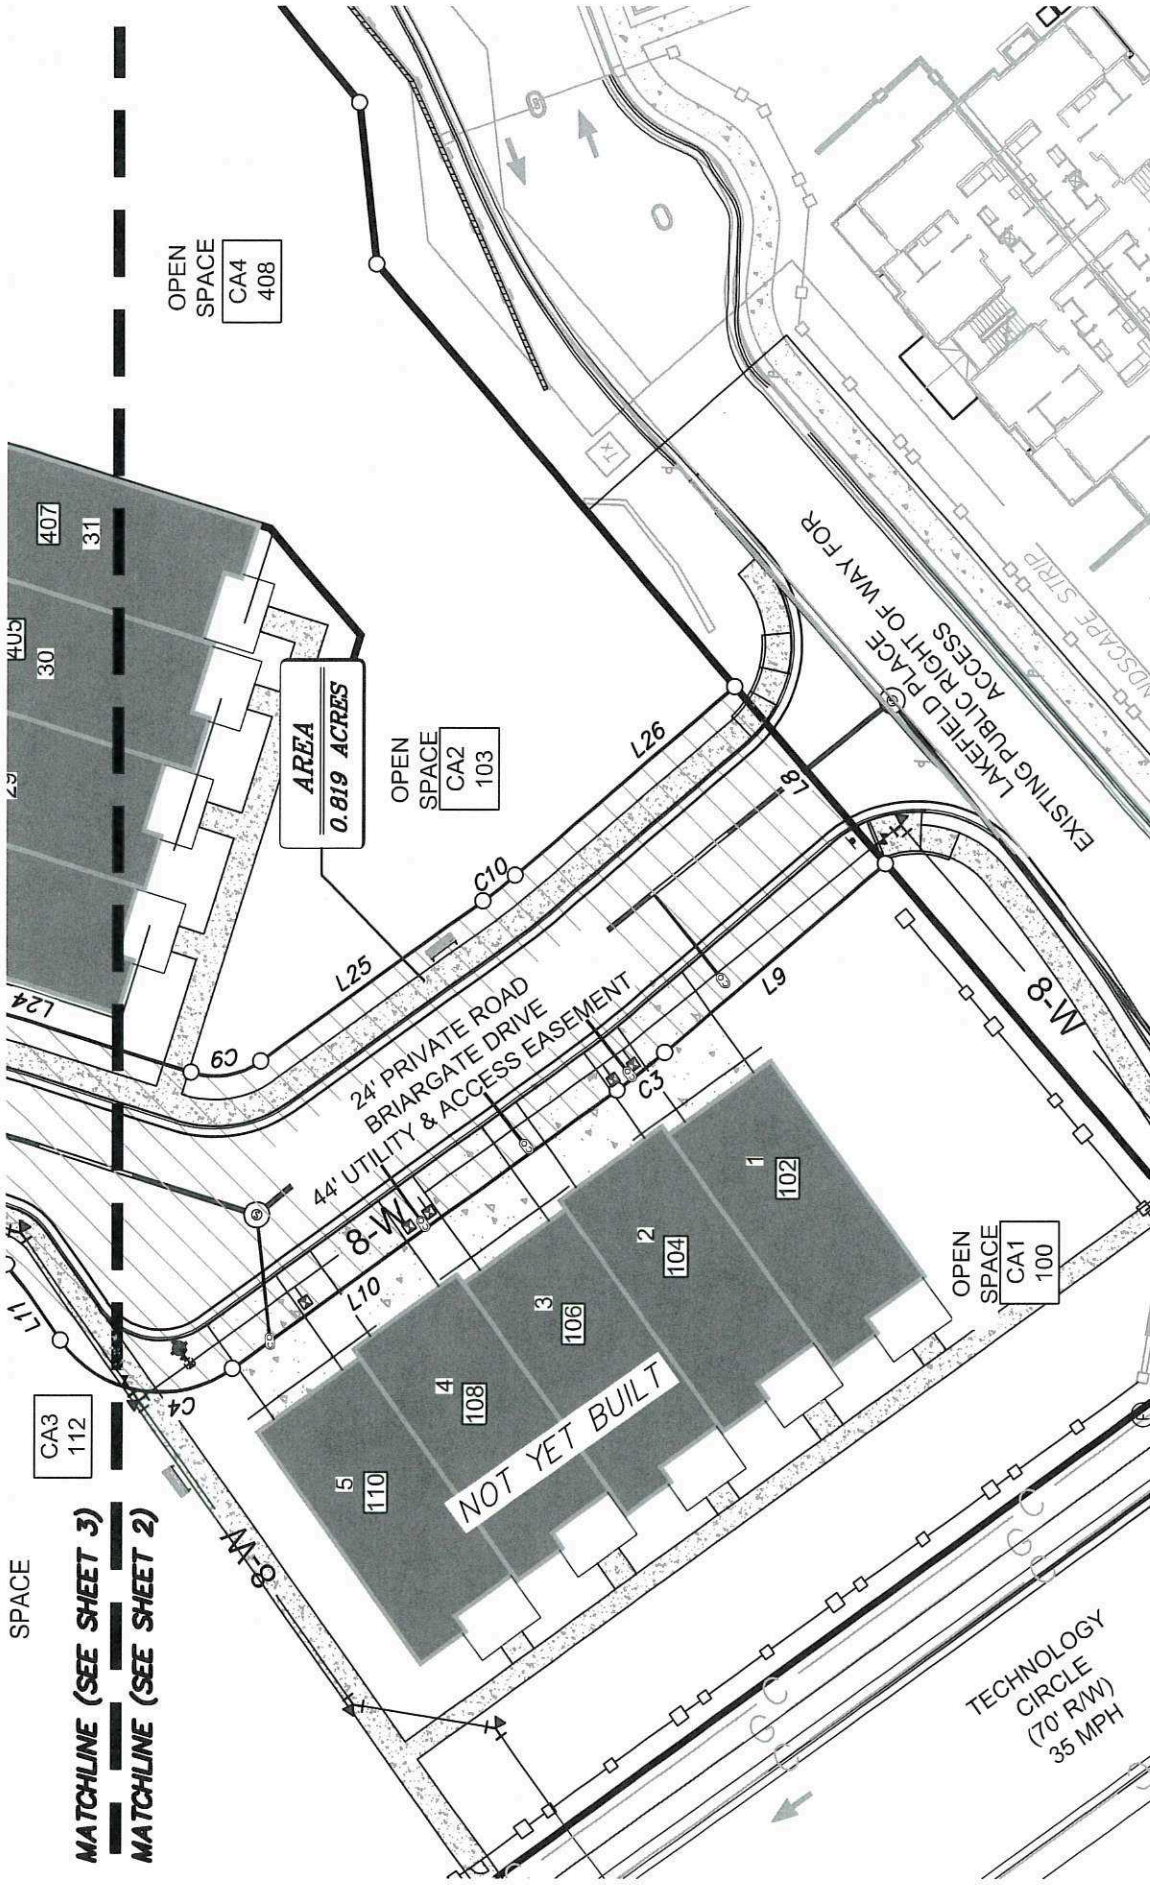 OPEN
SPACE
CA4
408
407
31
405
30
29
AREA
0.819 ACRES
OPEN
SPACE
CA2
103
L26
L8
C10
L25
L24
C9
24' PRIVATE ROAD
BRIARGATE DRIVE
44' UTILITY & ACCESS EASEMENT
LAKEFIELD PLACE
EXISTING PUBLIC RIGHT OF WAY FOR
ACCESS
NDSCAPE STRIP
Tx
L9
C3
8-W
8-W
L10
L11
C4
1
102
2
104
3
106
4
108
5
110
NOT YET BUILT
OPEN
SPACE
CA1
100
CA3
112
SPACE
8-W
MATCHLINE (SEE SHEET 3)
MATCHLINE (SEE SHEET 2)
TECHNOLOGY
CIRCLE
(70' R/W)
35 MPH
G
G
G
G
S
S